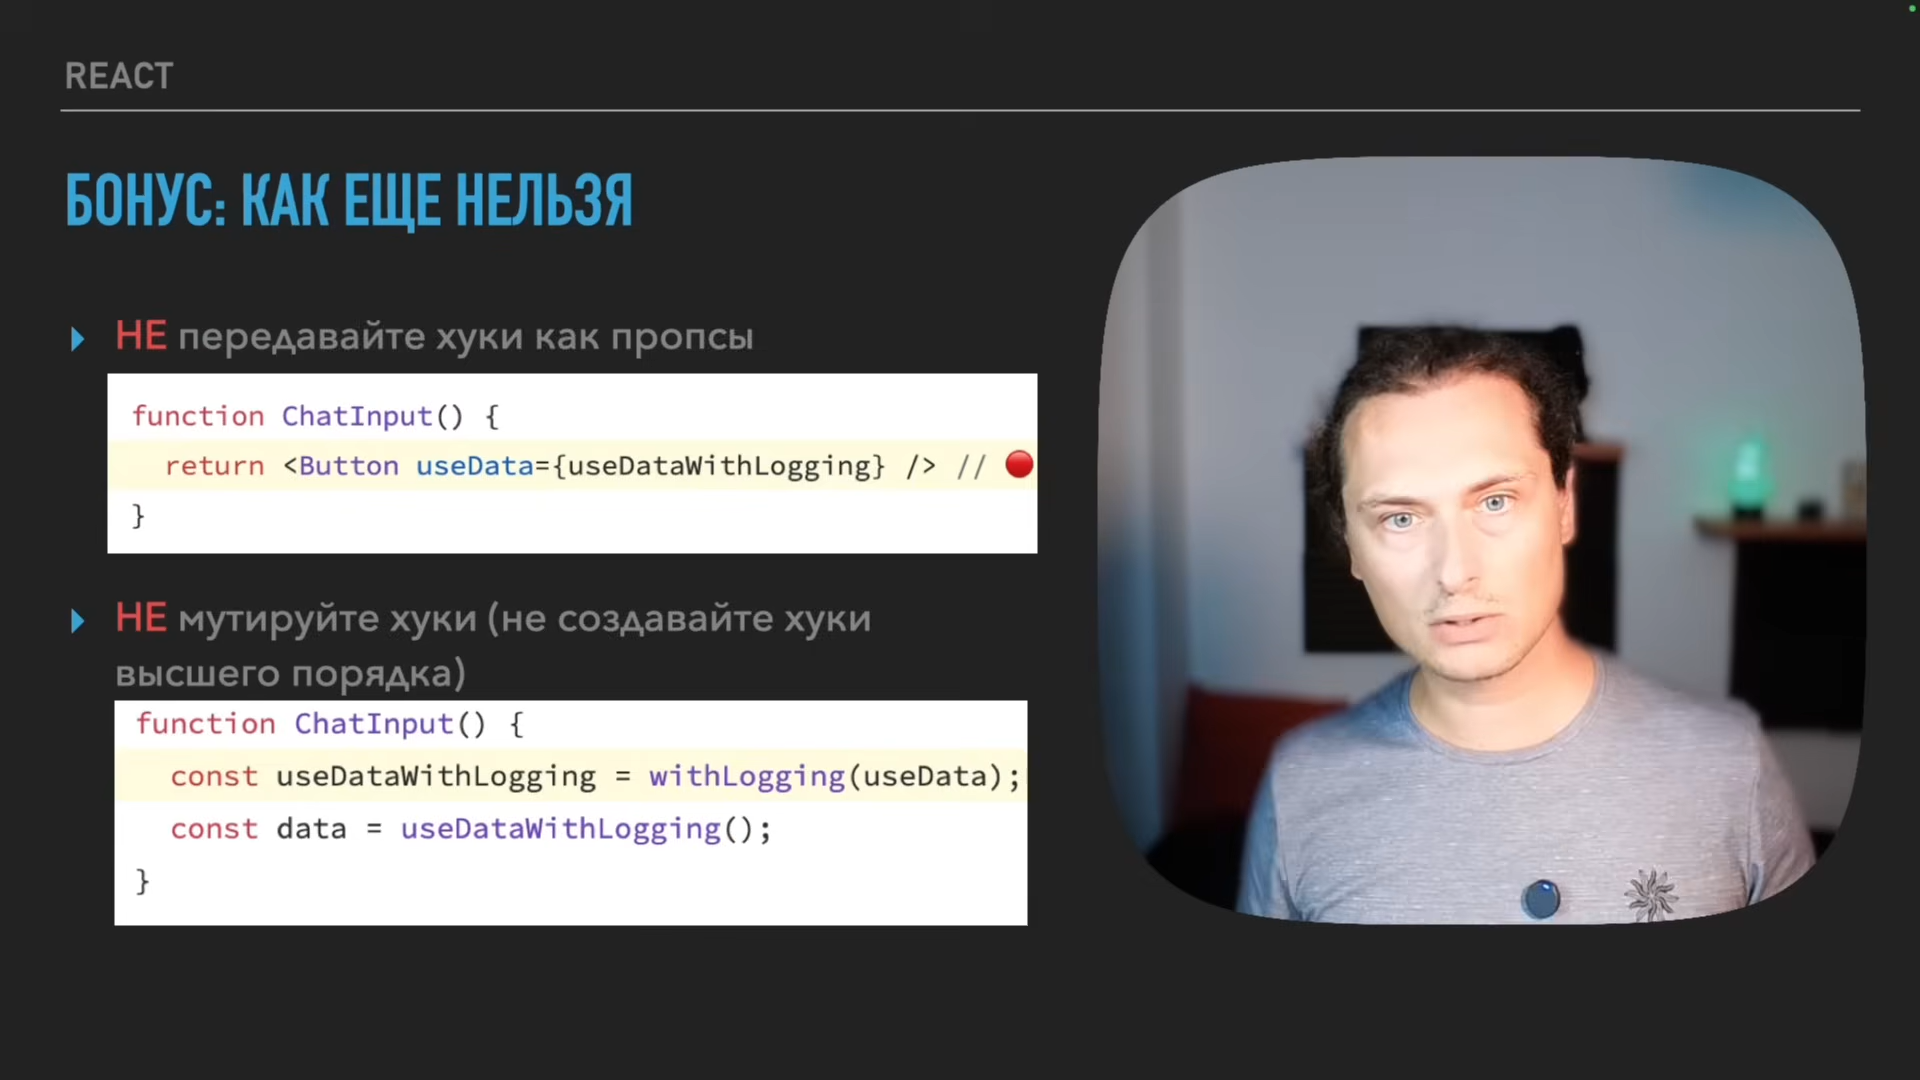 REACT
БОНУС: КАК ЕЩЕ НЕЛЬЗЯ
НЕ передавайте хуки как пропсы
function ChatInput() {
return <Button useData={useDataWithLogging} /> // 🔴
}
НЕ мутируйте хуки (не создавайте хуки
высшего порядка)
function ChatInput() {
const useDataWithLogging = withLogging(useData);
const data = useDataWithLogging();
}